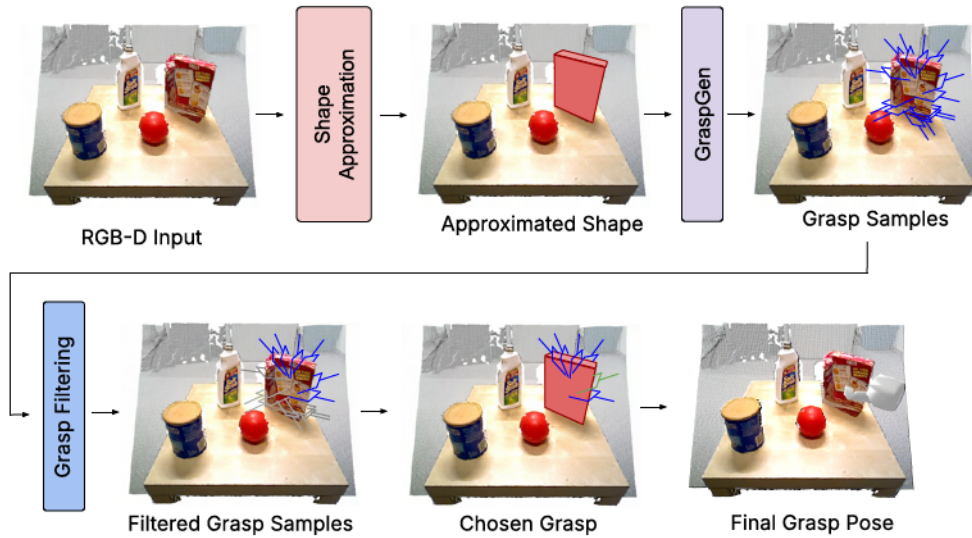 Shape
Approximation
GraspGen
RGB-D Input
Approximated Shape
Grasp Samples
Grasp Filtering
Filtered Grasp Samples
Chosen Grasp
Final Grasp Pose